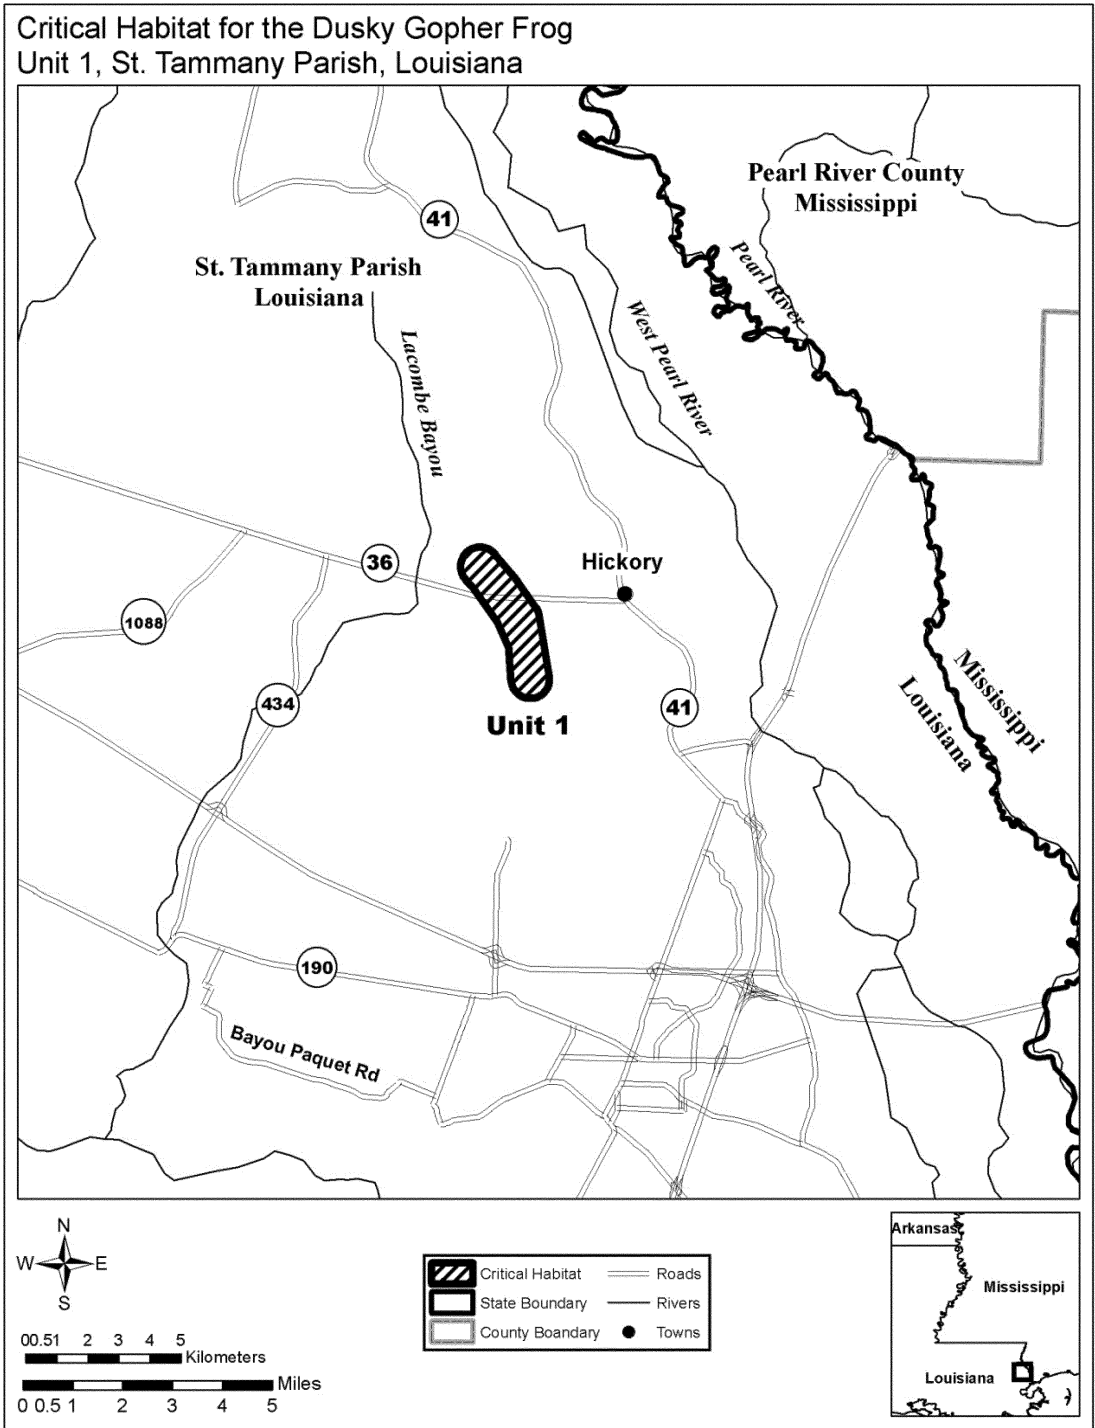 Critical Habitat for the Dusky Gopher Frog
Unit 1, St. Tammany Parish, Louisiana
Pearl River County
Mississippi
41
St. Tammany Parish
Louisiana
Pearl River
West Pearl River
Lacombe Bayou
36
Hickory
1088
434
41
Unit 1
Mississippi
Louisiana
190
Bayou Paquet Rd
N
W E
S
00.51 2 3 4 5
Kilometers
Miles
0 0.5 1 2 3 4 5
Critical Habitat Roads
State Boundary Rivers
County Boundary Towns
Arkansas
Mississippi
Louisiana